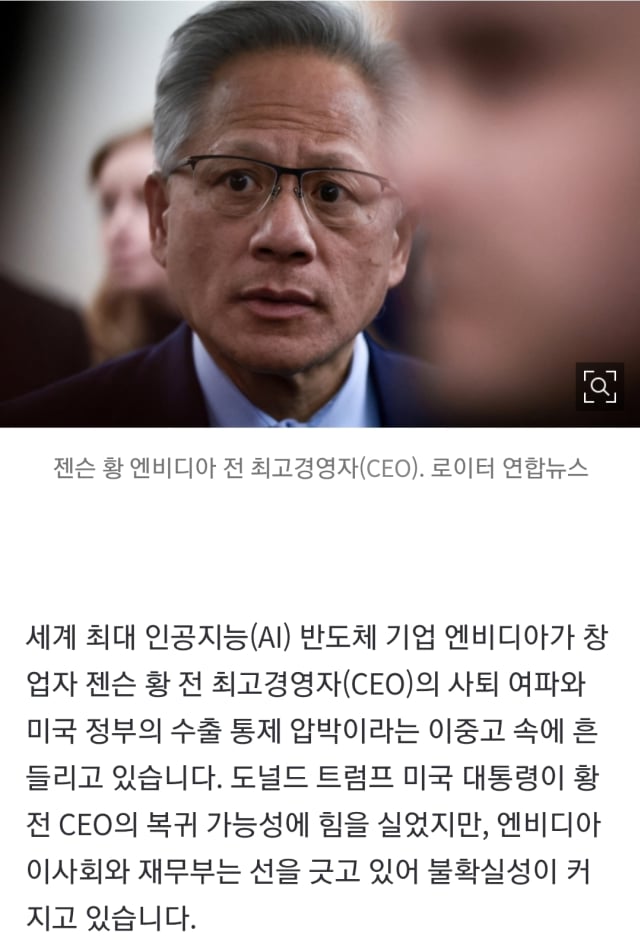 젠슨 황 엔비디아 전 최고경영자(CEO). 로이터 연합뉴스
세계 최대 인공지능(AI) 반도체 기업 엔비디아가 창
업자 젠슨 황 전 최고경영자(CEO)의 사퇴 여파와
미국 정부의 수출 통제 압박이라는 이중고 속에 흔
들리고 있습니다. 도널드 트럼프 미국 대통령이 황
전 CEO의 복귀 가능성에 힘을 실었지만, 엔비디아
이사회와 재무부는 선을 긋고 있어 불확실성이 커
지고 있습니다.